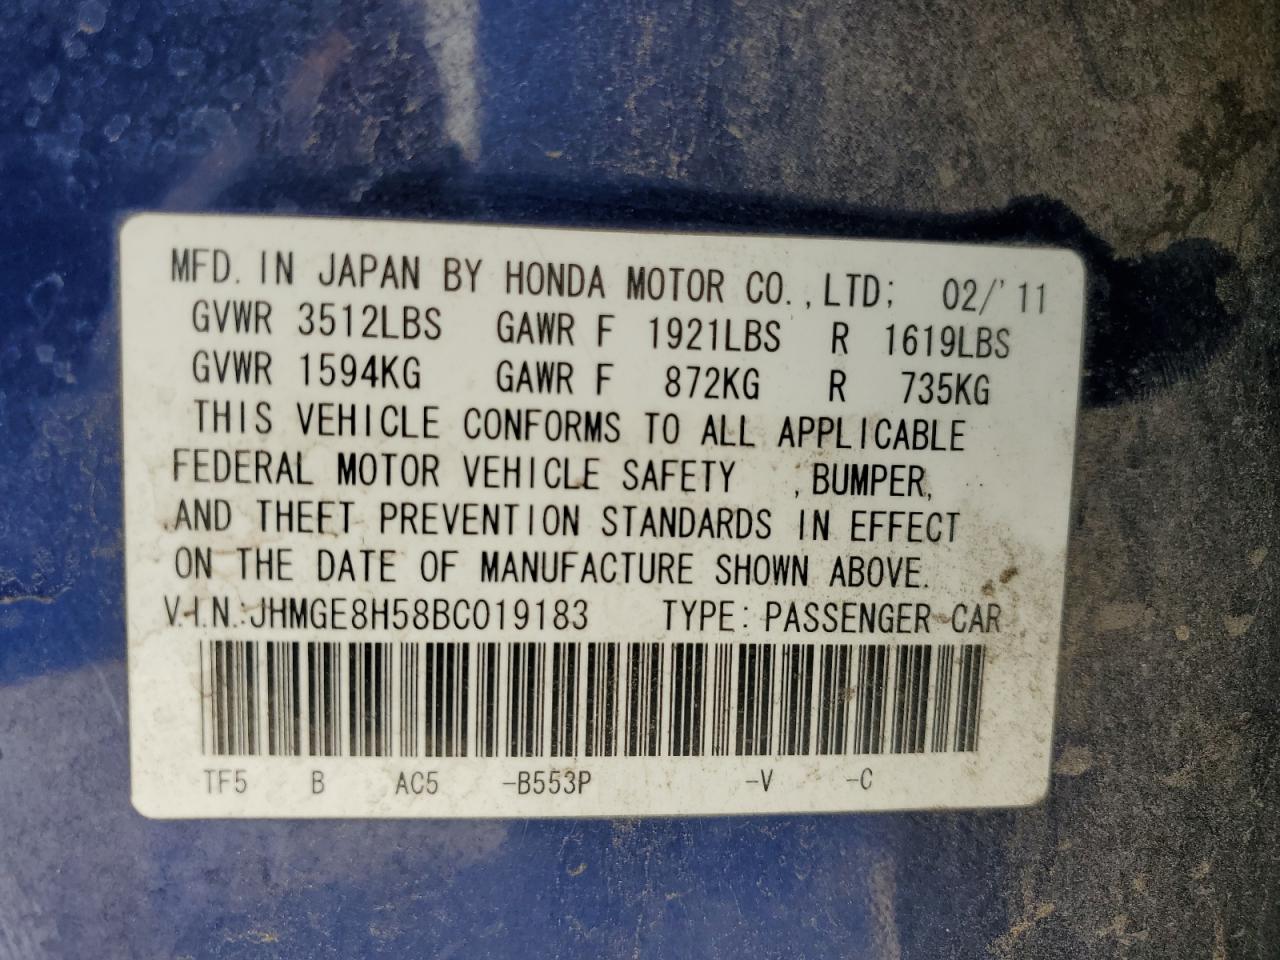 MFD. IN JAPAN BY HONDA MOTOR CO., LTD; 02/'11
GVWR 3512LBS GAWR F 1921LBS R 1619LBS
GVWR 1594KG GAWR F 872KG R 735KG
THIS VEHICLE CONFORMS TO ALL APPLICABLE
FEDERAL MOTOR VEHICLE SAFETY , BUMPER,
AND THEFT PREVENTION STANDARDS IN EFFECT
ON THE DATE OF MANUFACTURE SHOWN ABOVE.
V.I.N.: JHMGE8H58BC019183 TYPE: PASSENGER CAR
TF5 B AC5 -B553P -V -C